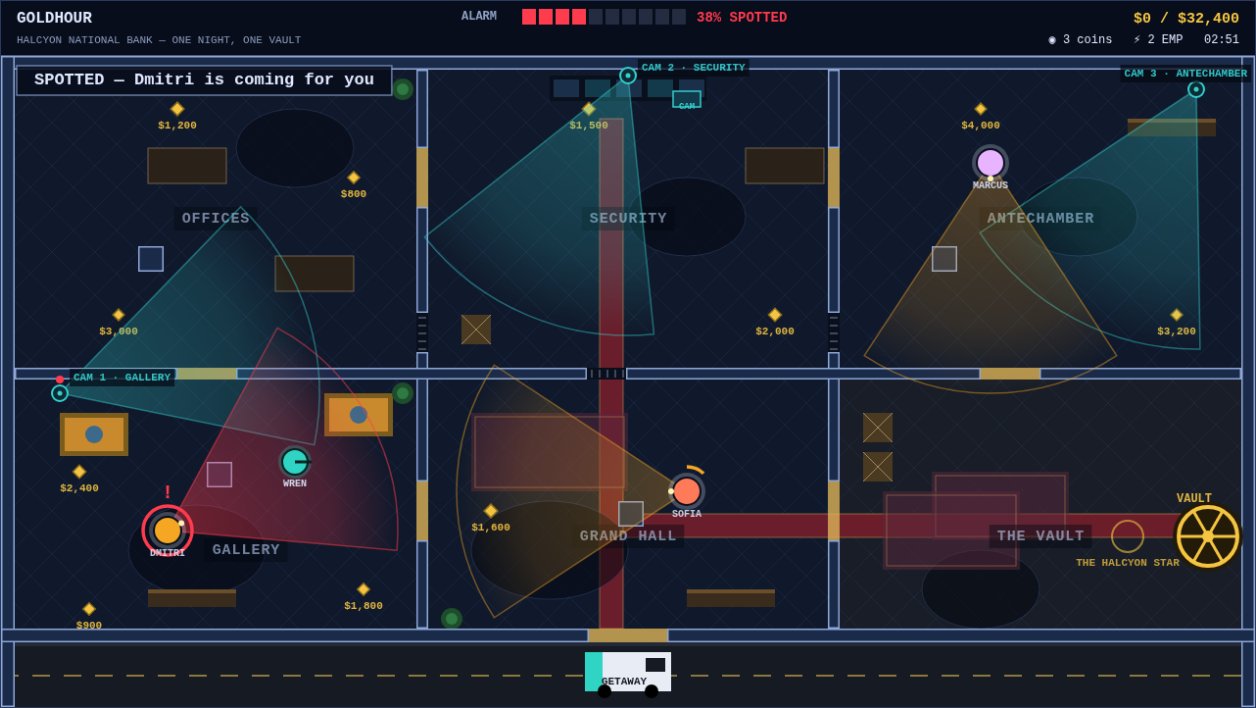 GOLDHOUR
ALARM
38% SPOTTED
$0 / $32,400
HALCYON NATIONAL BANK — ONE NIGHT, ONE VAULT
◉ 3 coins ⚡ 2 EMP 02:51
SPOTTED — Dmitri is coming for you
CAM 2 · SECURITY
CAM 3 · ANTECHAMBER
CAM
$1,200
$1,500
$4,000
$800
MARCUS
OFFICES
SECURITY
ANTECHAMBER
$3,000
$2,000
$3,200
CAM 1 · GALLERY
$2,400
WREN
!
VAULT
SOFIA
$1,600
DMITRI
GALLERY
GRAND HALL
THE VAULT
THE HALCYON STAR
$1,800
$900
GETAWAY